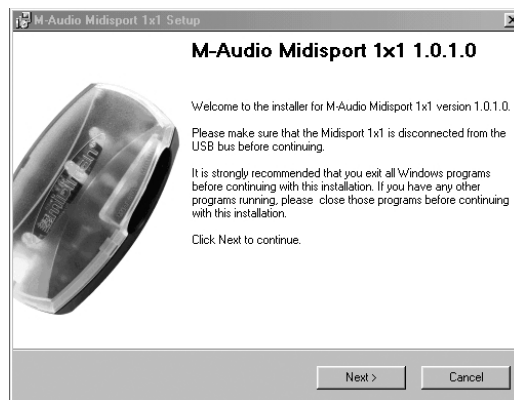 M-Audio Midisport 1x1 Setup
M-Audio Midisport 1x1 1.0.1.0
Welcome to the installer for M-Audio Midisport 1x1 version 1.0.1.0.
Please make sure that the Midisport 1x1 is disconnected from the
USB bus before continuing.
It is strongly recommended that you exit all Windows programs
before continuing with this installation. If you have any other
programs running, please close those programs before continuing
with this installation.
Click Next to continue.
Next >
Cancel